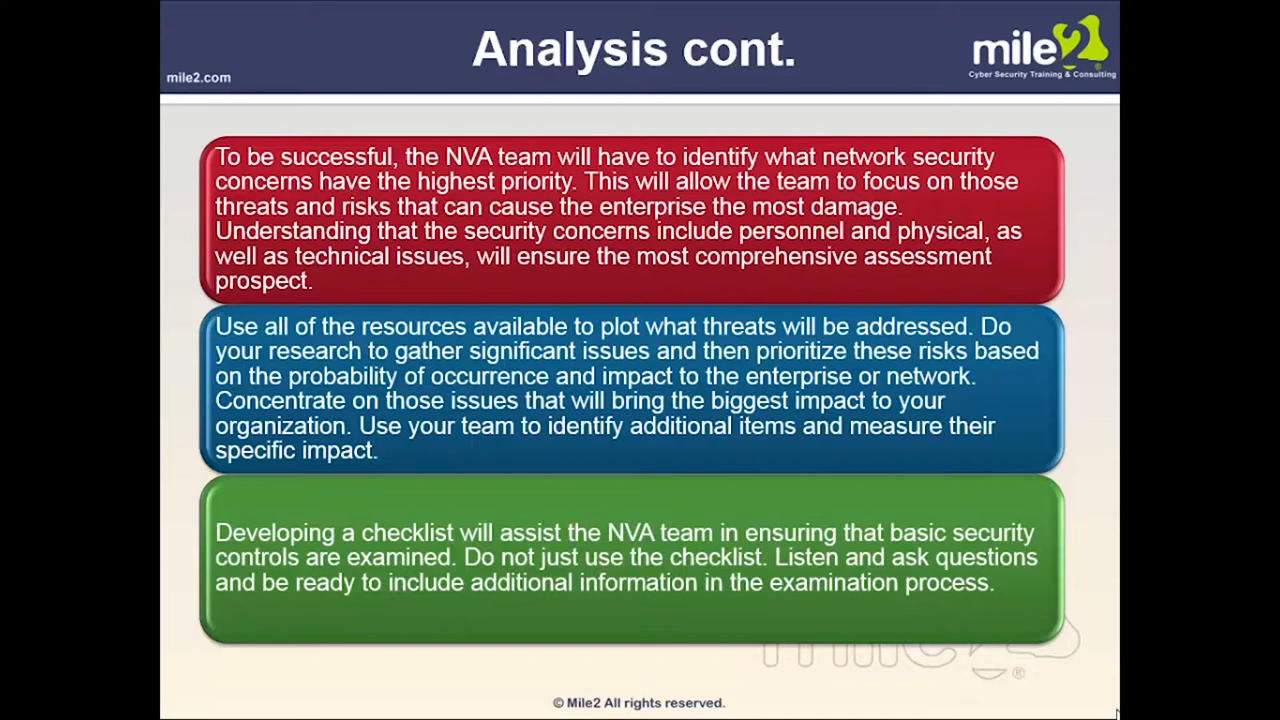 Analysis cont.
mile2
mile2.com
Cyber Security Training & Consulting
To be successful, the NVA team will have to identify what network security
concerns have the highest priority. This will allow the team to focus on those
threats and risks that can cause the enterprise the most damage.
Understanding that the security concerns include personnel and physical, as
well as technical issues, will ensure the most comprehensive assessment
prospect.
Use all of the resources available to plot what threats will be addressed. Do
your research to gather significant issues and then prioritize these risks based
on the probability of occurrence and impact to the enterprise or network.
Concentrate on those issues that will bring the biggest impact to your
organization. Use your team to identify additional items and measure their
specific impact.
Developing a checklist will assist the NVA team in ensuring that basic security
controls are examined. Do not just use the checklist. Listen and ask questions
and be ready to include additional information in the examination process.
mile2 ®
© Mile2 All rights reserved.